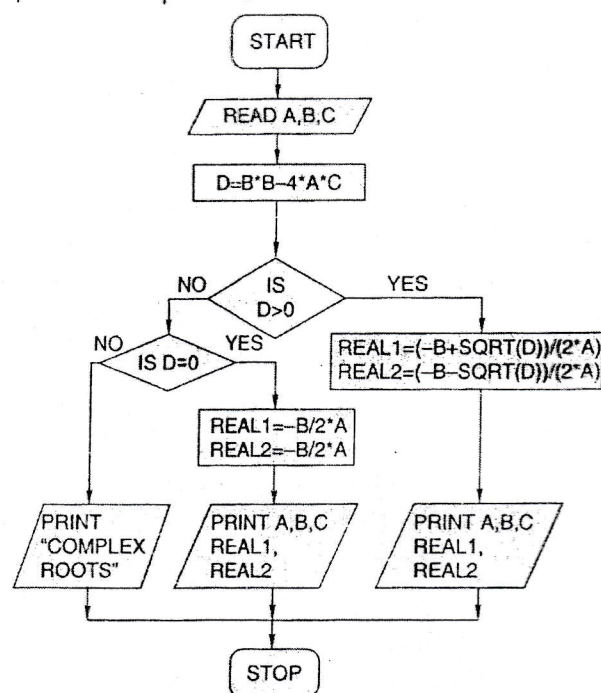 START
READ A,B,C
D=B*B–4*A*C
IS
D>0
NO
YES
NO
IS D=0
YES
REAL1=(–B+SQRT(D))/(2*A)
REAL2=(–B–SQRT(D))/(2*A)
REAL1=–B/2*A
REAL2=–B/2*A
PRINT
“COMPLEX
ROOTS”
PRINT A,B,C
REAL1,
REAL2
PRINT A,B,C
REAL1,
REAL2
STOP